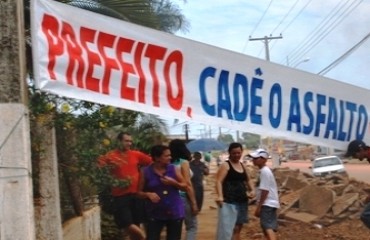 PREFEITO, CADÊ O ASFALTO